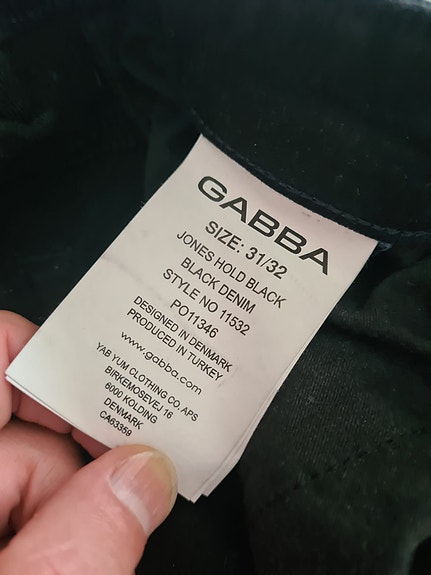 GABBA
SIZE: 31/32
JONES HOLD BLACK
BLACK DENIM
STYLE NO 11532
PO11346
DESIGNED IN DENMARK
PRODUCED IN TURKEY
www.gabba.com
YAB YUM CLOTHING CO. APS
BIRKEMOSEVEJ 16
6000 KOLDING
DENMARK
CA63359